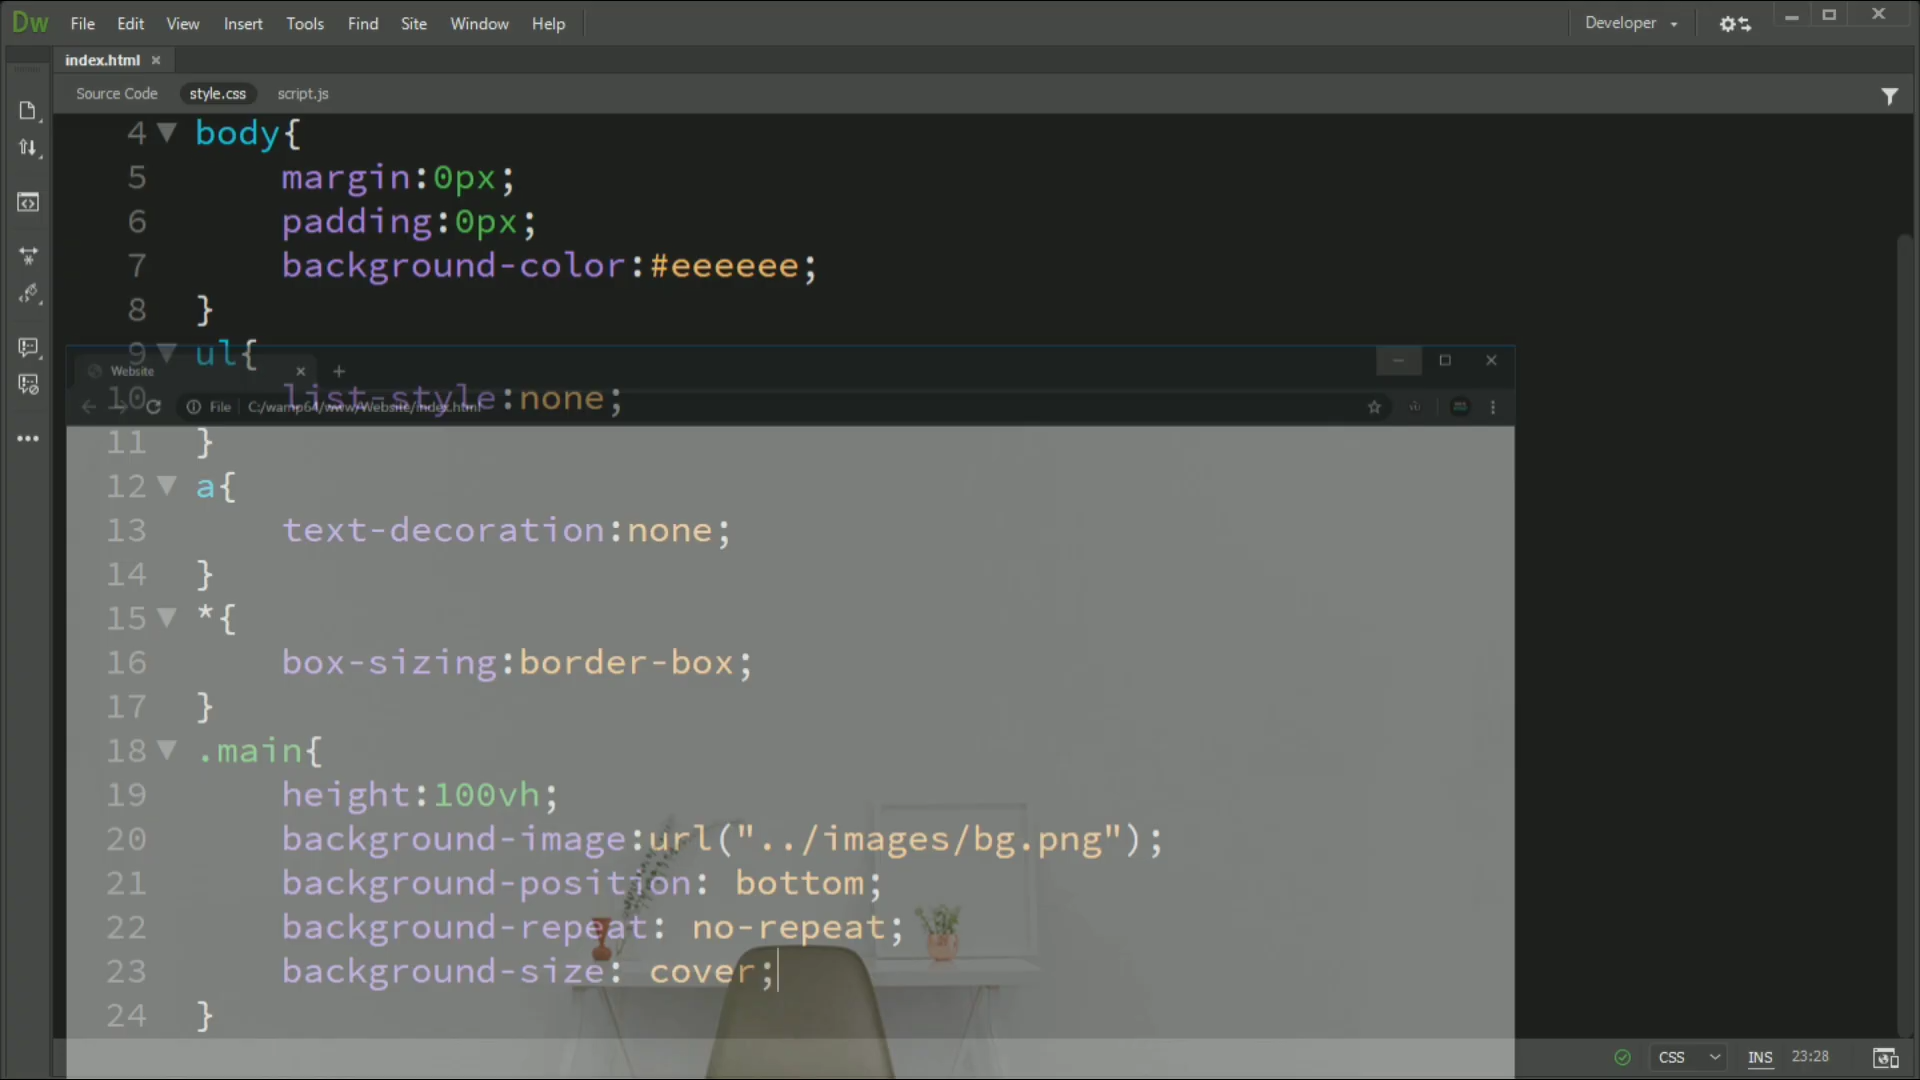 Dw File Edit View Insert Tools Find Site Window Help Developer
index.html
Source Code style.css script.js
4 body{
5 margin:0px;
6 padding:0px;
7 background-color:#eeeeee;
8 }
9 ul{
Website
10 list-style:none;
File C:/wamp64/www/Website/index.html
11 }
12 a{
13 text-decoration:none;
14 }
15 *{
16 box-sizing:border-box;
17 }
18 .main{
19 height:100vh;
20 background-image:url("../images/bg.png");
21 background-position: bottom;
22 background-repeat: no-repeat;
23 background-size: cover;
24 }
CSS INS 23:28